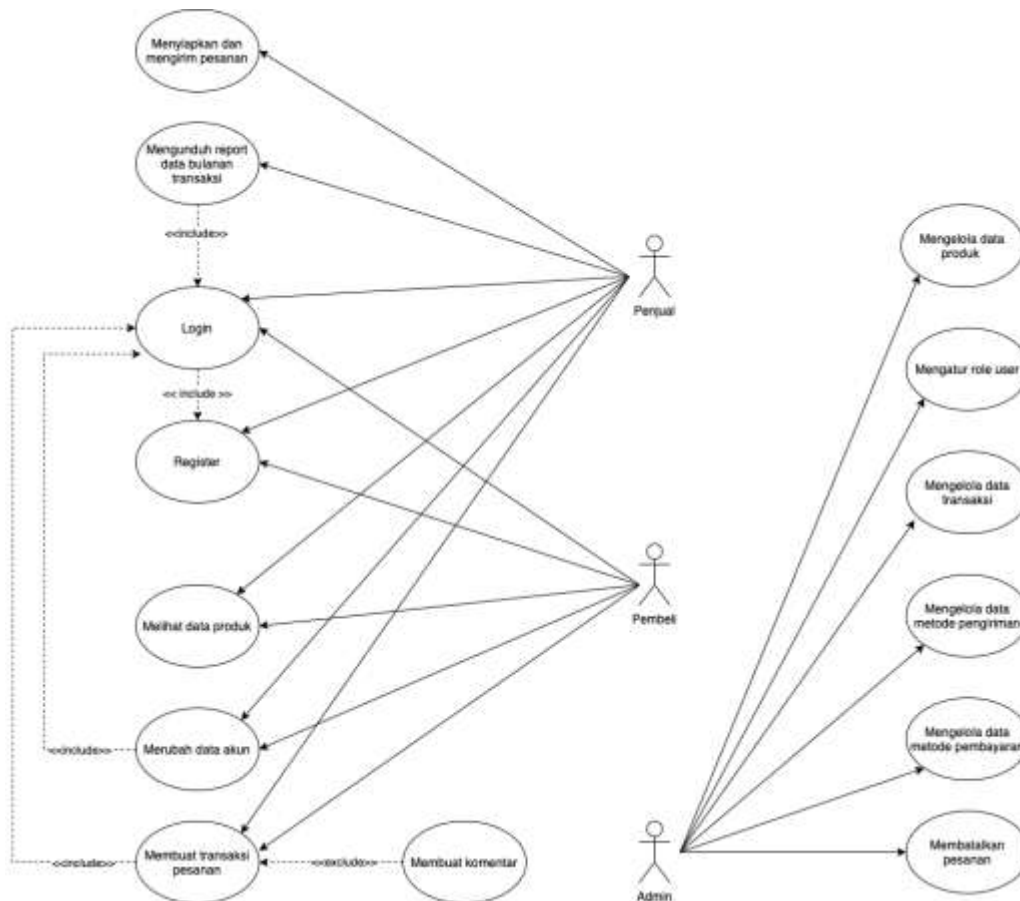 Menyiapkan dan
mengirim pesanan
Mengunduh report
data bulanan
transaksi
<<include>>
Login
<< include >>
Register
Melihat data produk
<<include>>
Merubah data akun
<<include>>
Membuat transaksi
pesanan
<<exclude>>
Membuat komentar
Penjual
Pembeli
Admin
Mengelola data
produk
Mengatur role user
Mengelola data
transaksi
Mengelola data
metode pengiriman
Mengelola data
metode pembayaran
Membatalkan
pesanan